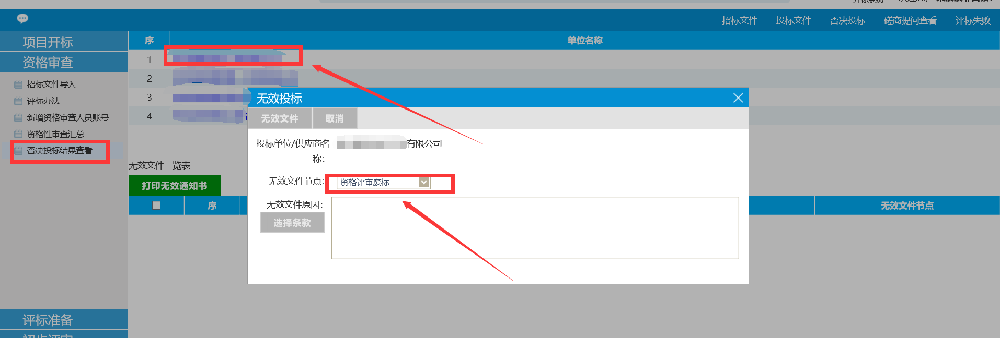 招标文件 投标文件 否决投标 磋商提问查看 评标失败
项目开标
资格审查
招标文件导入
评标办法
新增资格审查人员账号
资格性审查汇总
否决投标结果查看
评标准备
序 单位名称
1
2
3
4
无效投标
无效文件 取消
投标单位/供应商名
称：
有限公司
无效文件节点： 资格评审废标
无效文件原因：
选择条款
无效文件一览表
打印无效通知书
序 无效文件节点